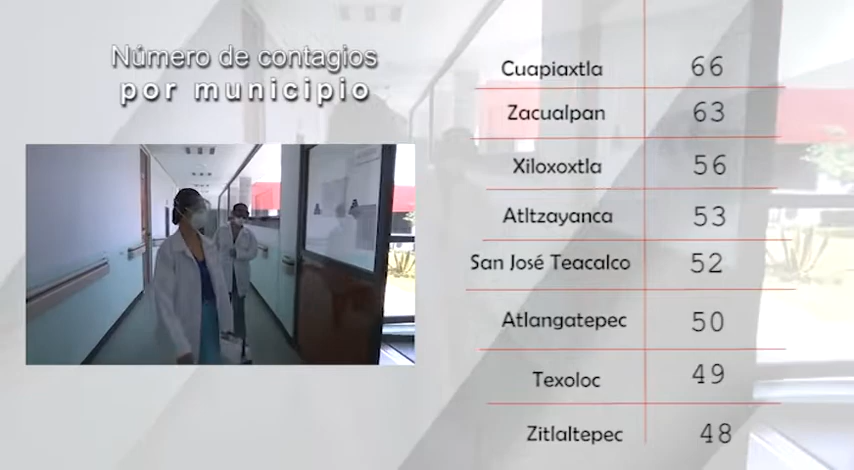 Número de contagios
por municipio
Cuapiaxtla 66
Zacualpan 63
Xiloxoxtla 56
Atltzayanca 53
San José Teacalco 52
Atlangatepec 50
Texoloc 49
Zitlaltepec 48